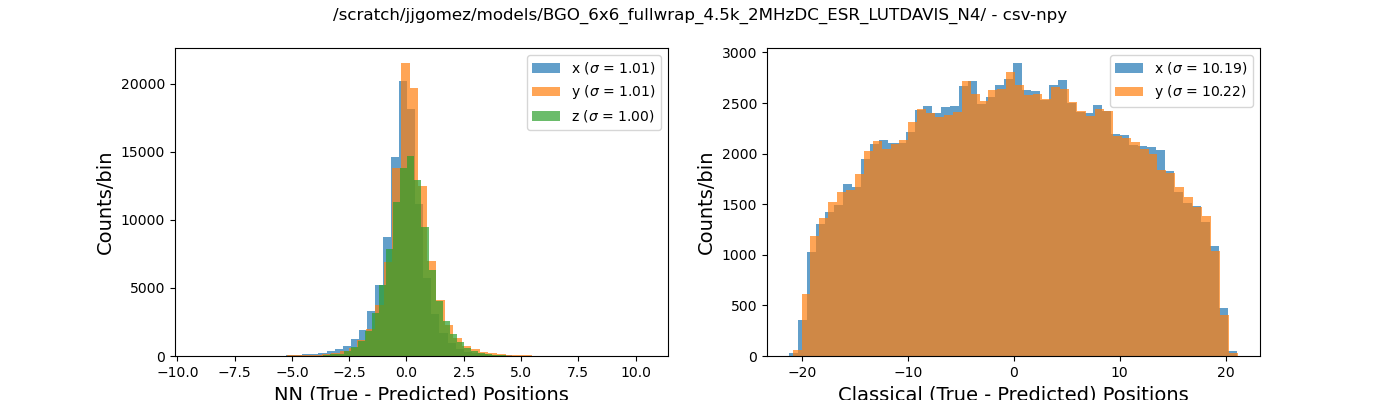 /scratch/jjgomez/models/BGO_6x6_fullwrap_4.5k_2MHzDC_ESR_LUTDAVIS_N4/ - csv-npy
Counts/bin
20000
15000
10000
5000
0
x (σ = 1.01)
y (σ = 1.01)
z (σ = 1.00)
−10.0 −7.5 −5.0 −2.5 0.0 2.5 5.0 7.5 10.0
NN (True - Predicted) Positions
Counts/bin
3000
2500
2000
1500
1000
500
0
x (σ = 10.19)
y (σ = 10.22)
−20 −10 0 10 20
Classical (True - Predicted) Positions